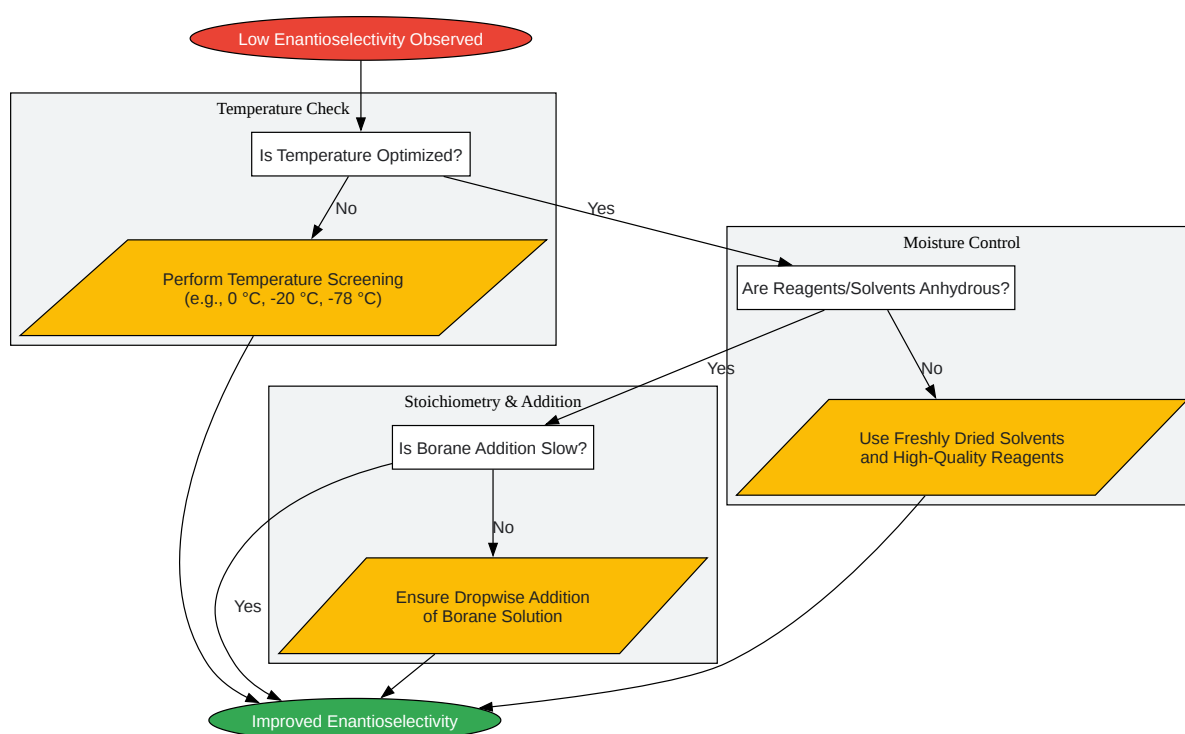 Low Enantioselectivity Observed
Temperature Check
Is Temperature Optimized?
No
Yes
Perform Temperature Screening
(e.g., 0 °C, -20 °C, -78 °C)
Moisture Control
Are Reagents/Solvents Anhydrous?
Yes
No
Use Freshly Dried Solvents
and High-Quality Reagents
Stoichiometry & Addition
Is Borane Addition Slow?
No
Yes
Ensure Dropwise Addition
of Borane Solution
Improved Enantioselectivity